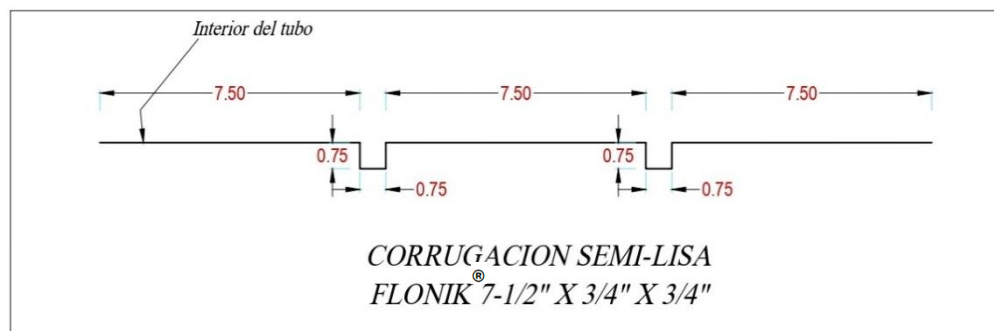 Interior del tubo
7.50 7.50 7.50
0.75 0.75
0.75 0.75
CORRUGACION SEMI-LISA
FLONIK® 7-1/2" X 3/4" X 3/4"